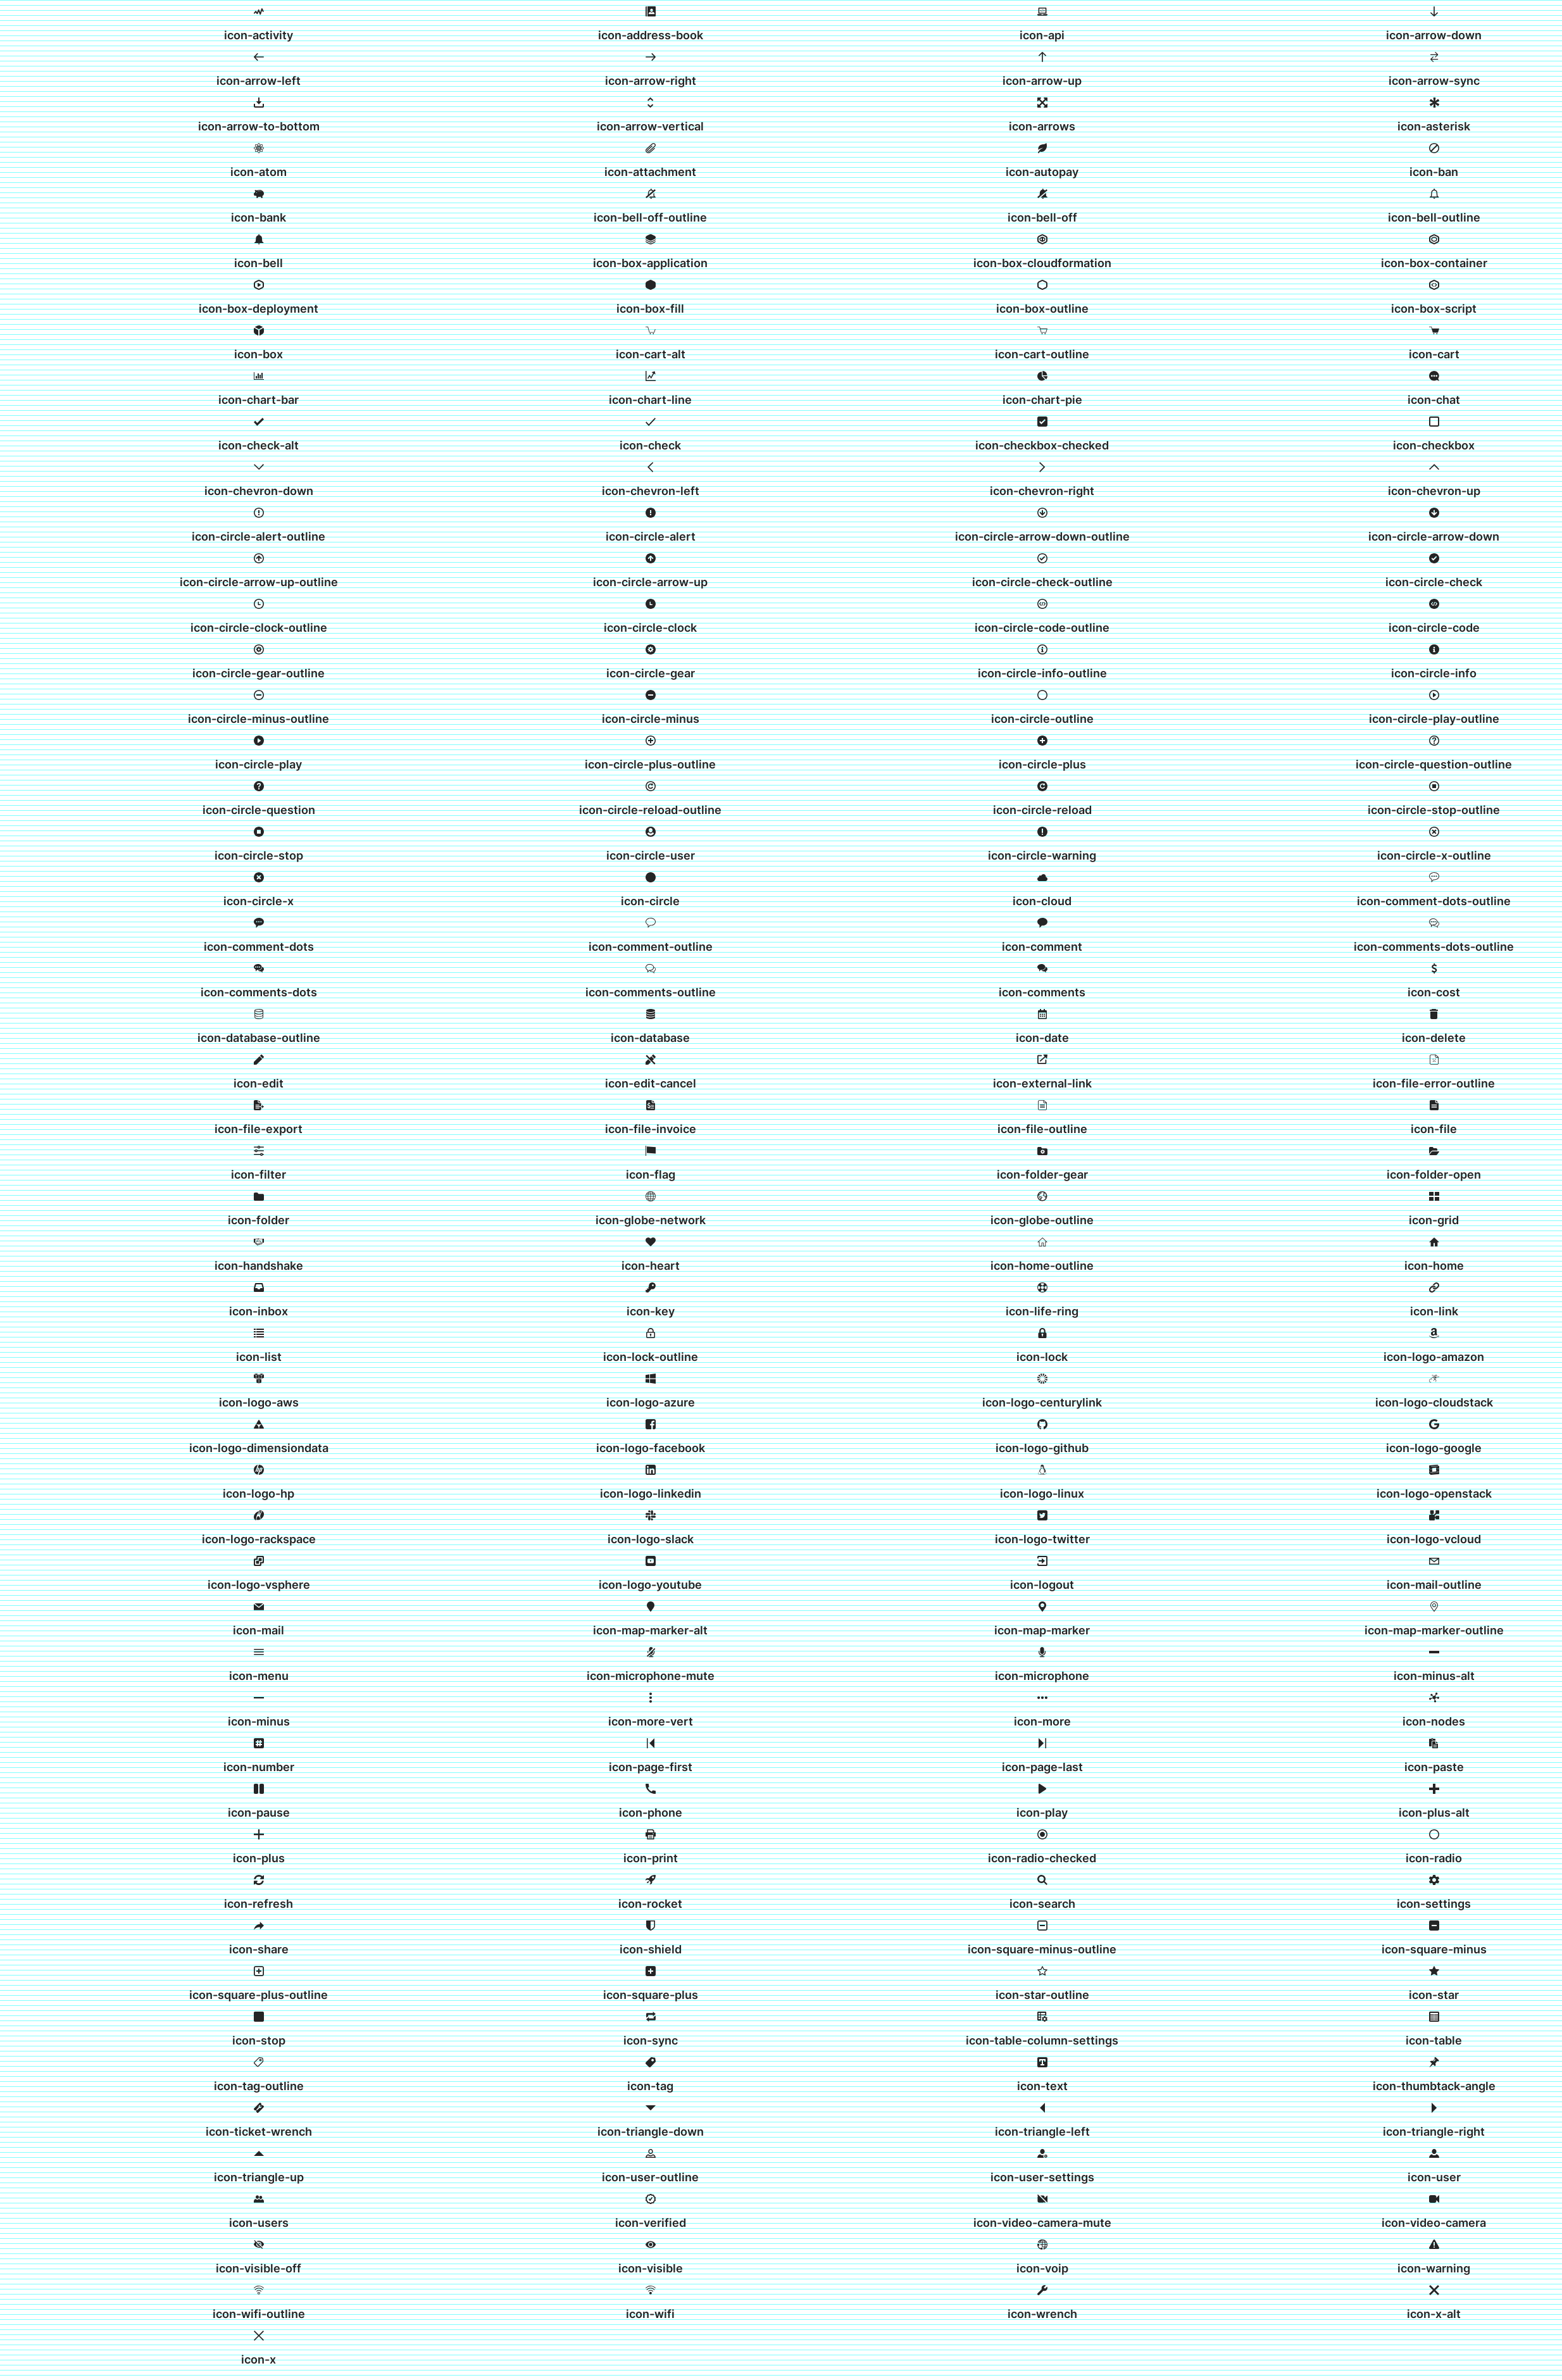 icon-activity icon-address-book icon-api icon-arrow-down
icon-arrow-left icon-arrow-right icon-arrow-up icon-arrow-sync
icon-arrow-to-bottom icon-arrow-vertical icon-arrows icon-asterisk
icon-atom icon-attachment icon-autopay icon-ban
icon-bank icon-bell-off-outline icon-bell-off icon-bell-outline
icon-bell icon-box-application icon-box-cloudformation icon-box-container
icon-box-deployment icon-box-fill icon-box-outline icon-box-script
icon-box icon-cart-alt icon-cart-outline icon-cart
icon-chart-bar icon-chart-line icon-chart-pie icon-chat
icon-check-alt icon-check icon-checkbox-checked icon-checkbox
icon-chevron-down icon-chevron-left icon-chevron-right icon-chevron-up
icon-circle-alert-outline icon-circle-alert icon-circle-arrow-down-outline icon-circle-arrow-down
icon-circle-arrow-up-outline icon-circle-arrow-up icon-circle-check-outline icon-circle-check
icon-circle-clock-outline icon-circle-clock icon-circle-code-outline icon-circle-code
icon-circle-gear-outline icon-circle-gear icon-circle-info-outline icon-circle-info
icon-circle-minus-outline icon-circle-minus icon-circle-outline icon-circle-play-outline
icon-circle-play icon-circle-plus-outline icon-circle-plus icon-circle-question-outline
icon-circle-question icon-circle-reload-outline icon-circle-reload icon-circle-stop-outline
icon-circle-stop icon-circle-user icon-circle-warning icon-circle-x-outline
icon-circle-x icon-circle icon-cloud icon-comment-dots-outline
icon-comment-dots icon-comment-outline icon-comment icon-comments-dots-outline
icon-comments-dots icon-comments-outline icon-comments icon-cost
icon-database-outline icon-database icon-date icon-delete
icon-edit icon-edit-cancel icon-external-link icon-file-error-outline
icon-file-export icon-file-invoice icon-file-outline icon-file
icon-filter icon-flag icon-folder-gear icon-folder-open
icon-folder icon-globe-network icon-globe-outline icon-grid
icon-handshake icon-heart icon-home-outline icon-home
icon-inbox icon-key icon-life-ring icon-link
icon-list icon-lock-outline icon-lock icon-logo-amazon
icon-logo-aws icon-logo-azure icon-logo-centurylink icon-logo-cloudstack
icon-logo-dimensiondata icon-logo-facebook icon-logo-github icon-logo-google
icon-logo-hp icon-logo-linkedin icon-logo-linux icon-logo-openstack
icon-logo-rackspace icon-logo-slack icon-logo-twitter icon-logo-vcloud
icon-logo-vsphere icon-logo-youtube icon-logout icon-mail-outline
icon-mail icon-map-marker-alt icon-map-marker icon-map-marker-outline
icon-menu icon-microphone-mute icon-microphone icon-minus-alt
icon-minus icon-more-vert icon-more icon-nodes
icon-number icon-page-first icon-page-last icon-paste
icon-pause icon-phone icon-play icon-plus-alt
icon-plus icon-print icon-radio-checked icon-radio
icon-refresh icon-rocket icon-search icon-settings
icon-share icon-shield icon-square-minus-outline icon-square-minus
icon-square-plus-outline icon-square-plus icon-star-outline icon-star
icon-stop icon-sync icon-table-column-settings icon-table
icon-tag-outline icon-tag icon-text icon-thumbtack-angle
icon-ticket-wrench icon-triangle-down icon-triangle-left icon-triangle-right
icon-triangle-up icon-user-outline icon-user-settings icon-user
icon-users icon-verified icon-video-camera-mute icon-video-camera
icon-visible-off icon-visible icon-voip icon-warning
icon-wifi-outline icon-wifi icon-wrench icon-x-alt
icon-x